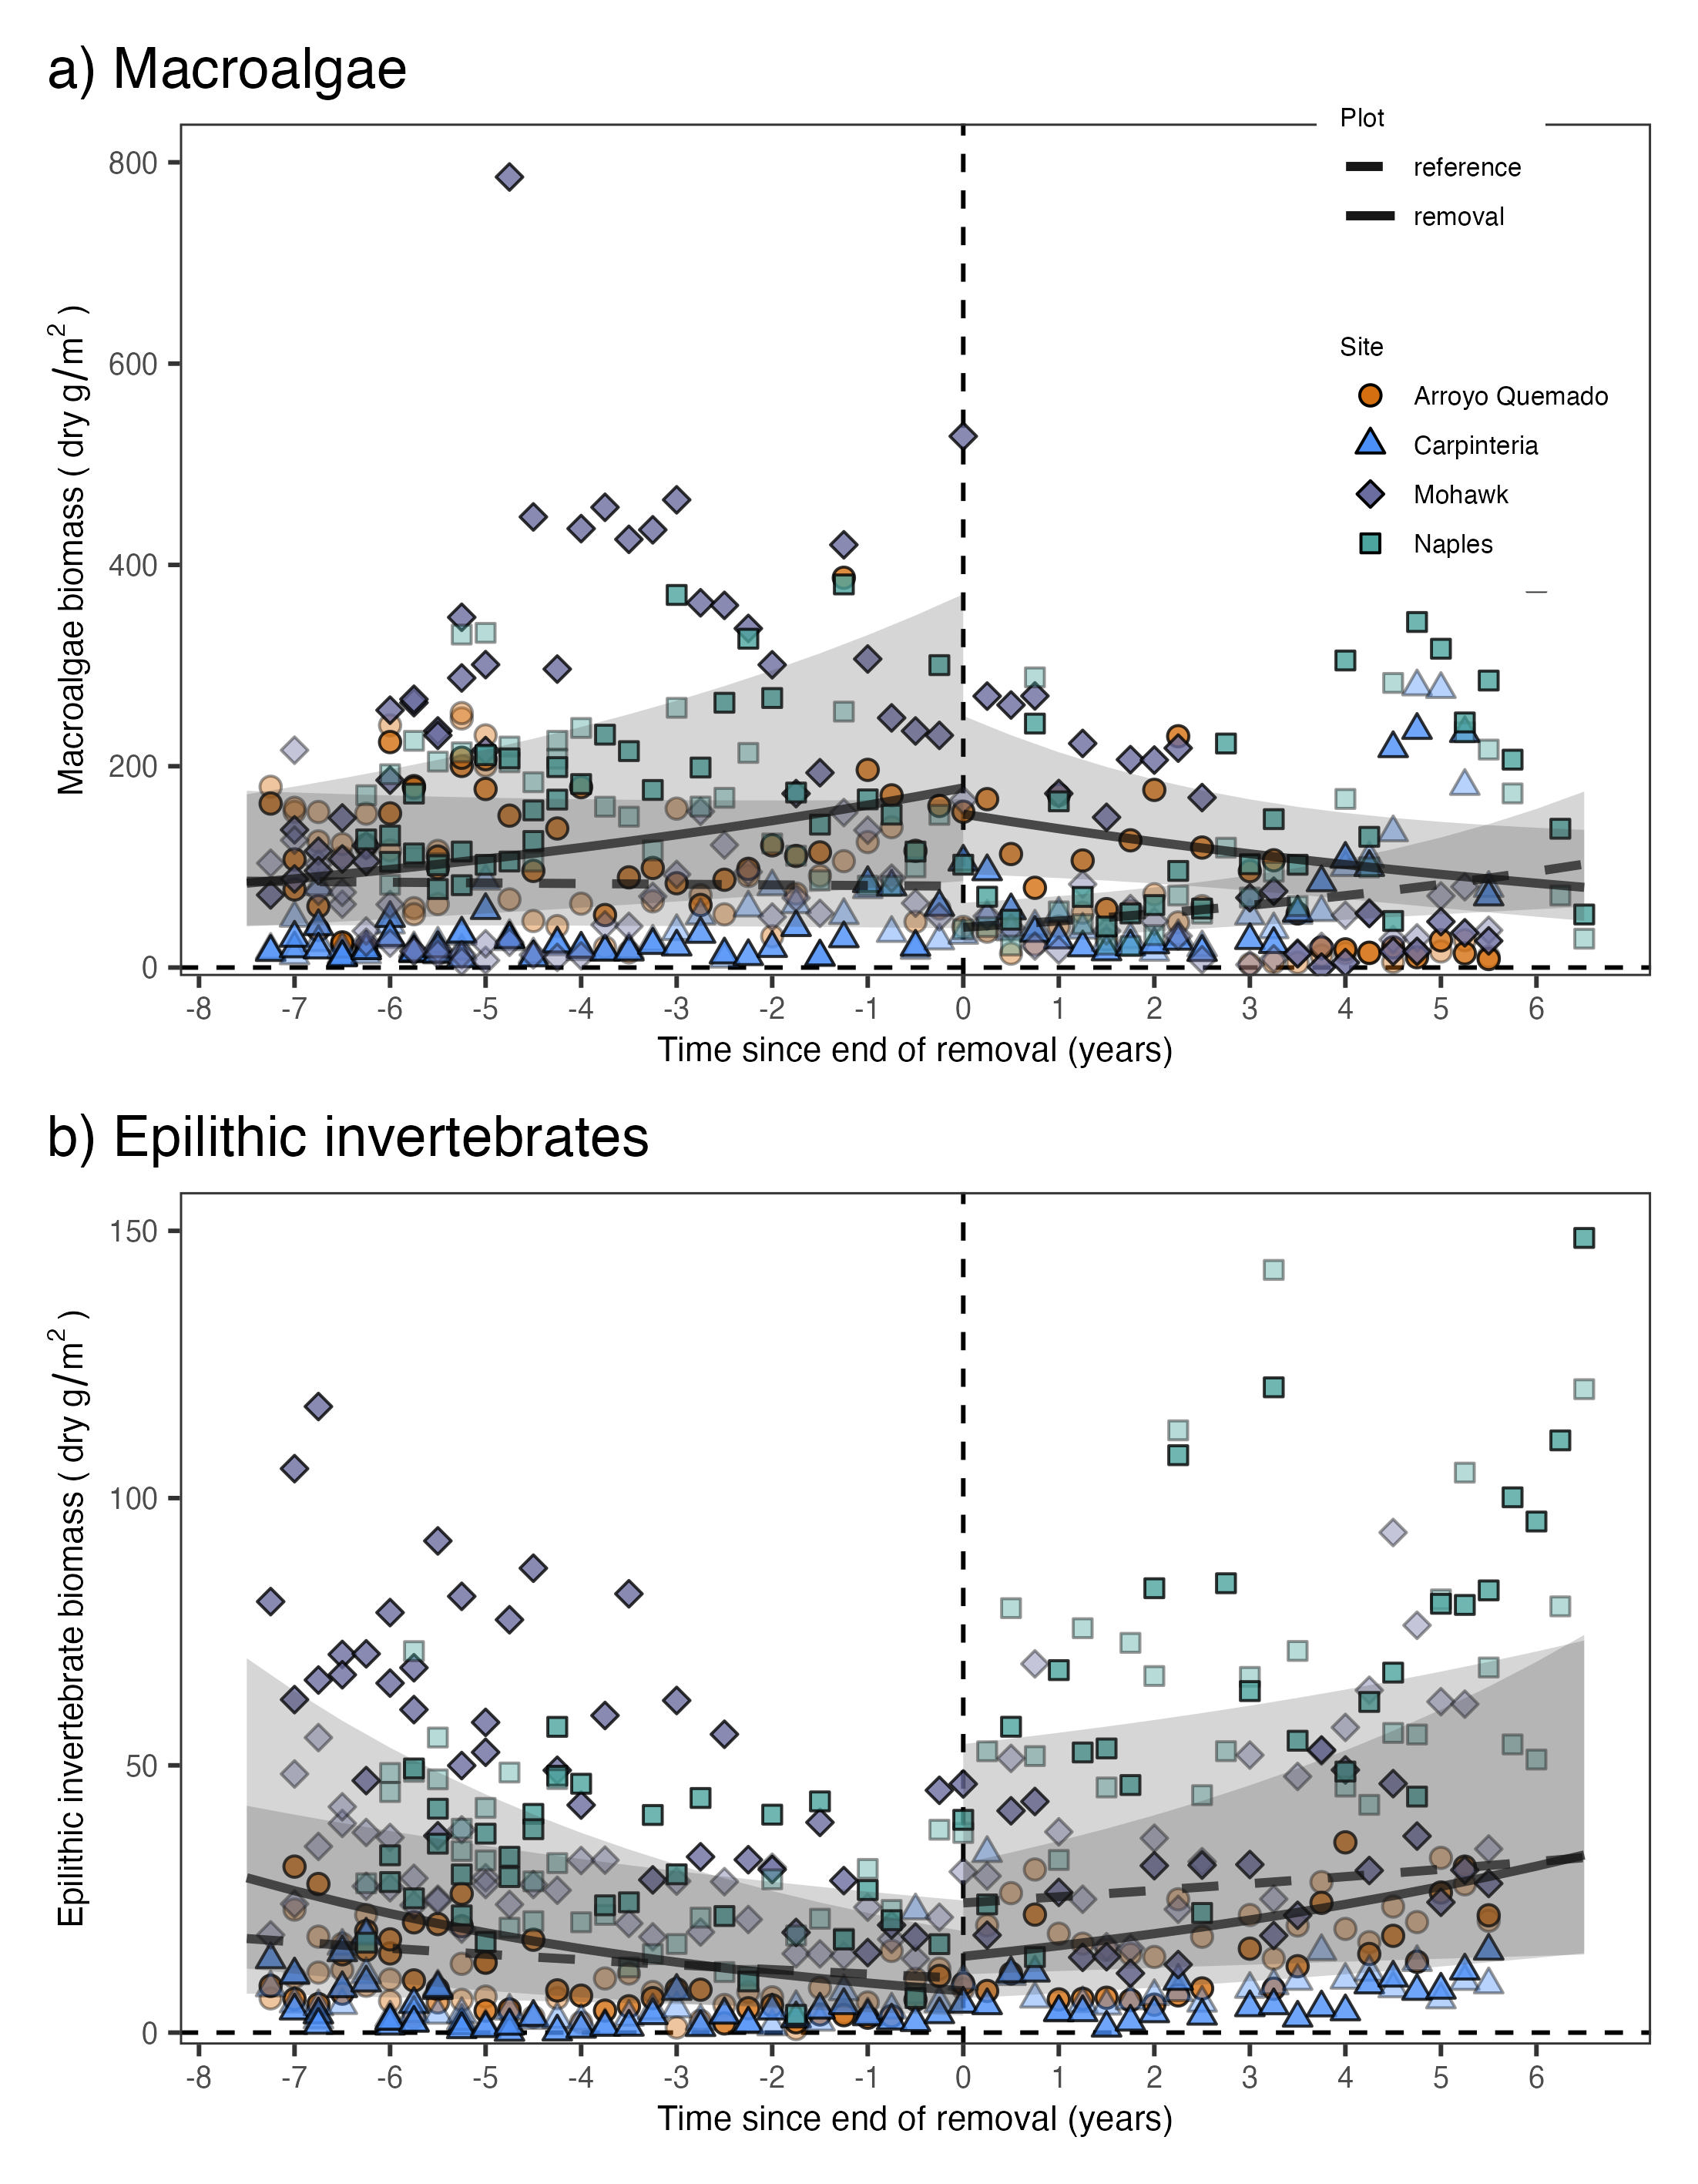 a) Macroalgae
Plot
reference
removal
Site
Arroyo Quemado
Carpinteria
Mohawk
Naples
Macroalgae biomass ( dry g/m² )
800
600
400
200
0
-8 -7 -6 -5 -4 -3 -2 -1 0 1 2 3 4 5 6
Time since end of removal (years)
b) Epilithic invertebrates
Epilithic invertebrate biomass ( dry g/m² )
150
100
50
0
-8 -7 -6 -5 -4 -3 -2 -1 0 1 2 3 4 5 6
Time since end of removal (years)